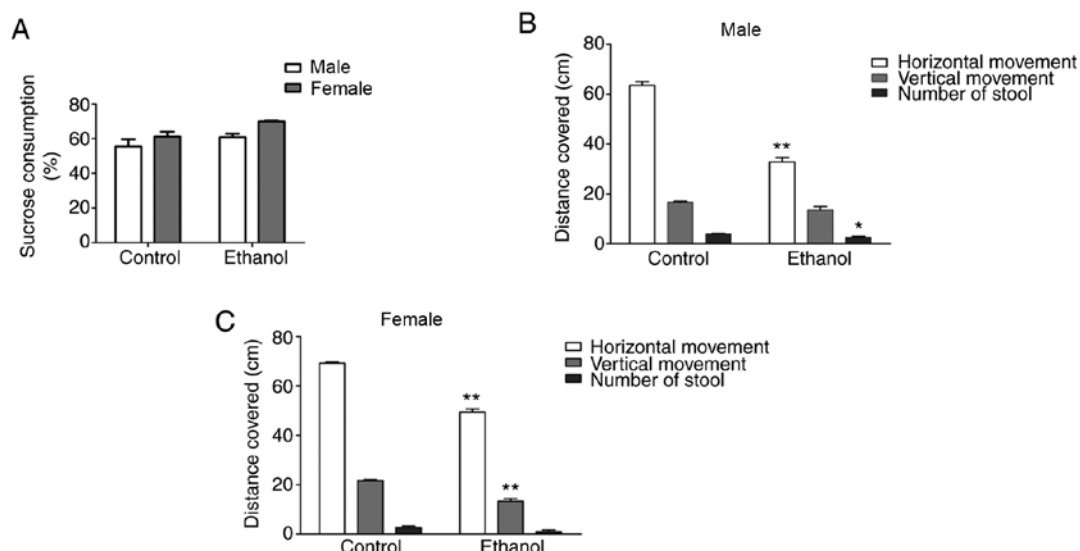 A
Male
Female
80
60
40
20
0
Sucrose consumption
(%)
Control
Ethanol
B
Male
Horizontal movement
Vertical movement
Number of stool
80
60
40
20
0
Distance covered (cm)
**
*
Control
Ethanol
C
Female
Horizontal movement
Vertical movement
Number of stool
80
60
40
20
0
Distance covered (cm)
**
**
Control
Ethanol